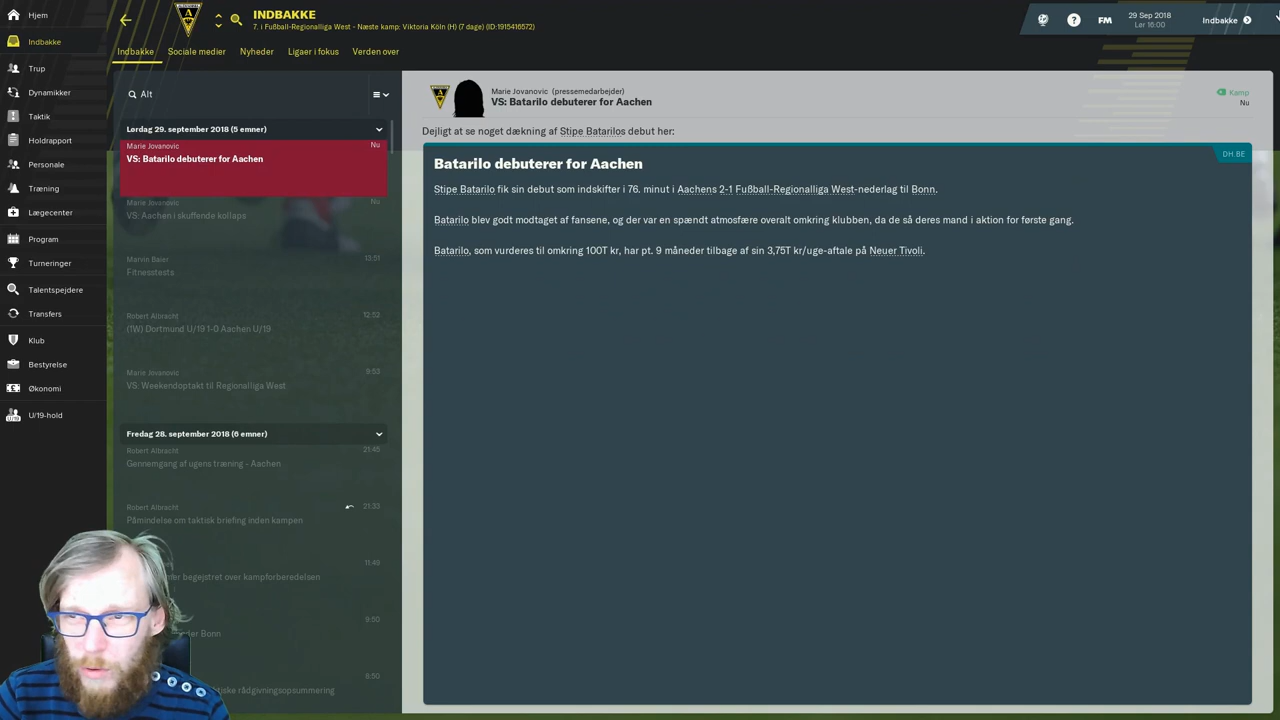 Hjem
Indbakke
Trup
Dynamikker
Taktik
Holdrapport
Personale
Træning
Lægecenter
Program
Turneringer
Talentspejdere
Transfers
Klub
Bestyrelse
Økonomi
U/19-hold
INDBAKKE
7. i Fußball-Regionalliga West - Næste kamp: Viktoria Köln (H) (7 dage) (ID:1915416572)
FM
29 Sep 2018
Lør 16:00
Indbakke
Indbakke Sociale medier Nyheder Ligaer i fokus Verden over
Alt
Lørdag 29. september 2018 (5 emner)
Marie Jovanovic Nu
VS: Batarilo debuterer for Aachen
Marie Jovanovic Nu
VS: Aachen i skuffende kollaps
Marvin Baier 13:51
Fitnesstests
Robert Albracht 12:52
(1W) Dortmund U/19 1-0 Aachen U/19
Marie Jovanovic 9:53
VS: Weekendoptakt til Regionalliga West
Fredag 28. september 2018 (6 emner)
Robert Albracht 21:45
Gennemgang af ugens træning - Aachen
Robert Albracht 21:33
Påmindelse om taktisk briefing inden kampen
11:49
begejstret over kampforberedelsen
9:50
Bonn
8:50
rådgivningsopsummering
Marie Jovanovic (pressemedarbejder)
VS: Batarilo debuterer for Aachen
Kamp
Nu
Dejligt at se noget dækning af Stipe Batarilos debut her:
DH BE
Batarilo debuterer for Aachen
Stipe Batarilo fik sin debut som indskifter i 76. minut i Aachens 2-1 Fußball-Regionalliga West-nederlag til Bonn.
Batarilo blev godt modtaget af fansene, og der var en spændt atmosfære overalt omkring klubben, da de så deres mand i aktion for første gang.
Batarilo, som vurderes til omkring 100T kr, har pt. 9 måneder tilbage af sin 3,75T kr/uge-aftale på Neuer Tivoli.